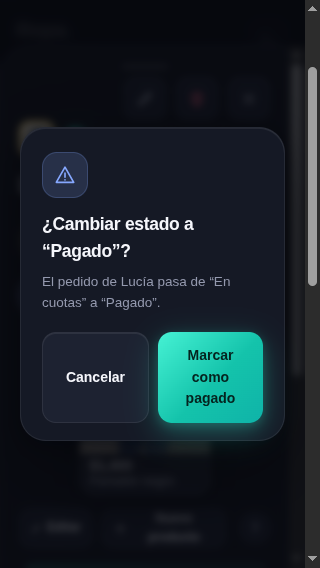 ¿Cambiar estado a
“Pagado”?
El pedido de Lucía pasa de “En
cuotas” a “Pagado”.
Cancelar
Marcar
como
pagado